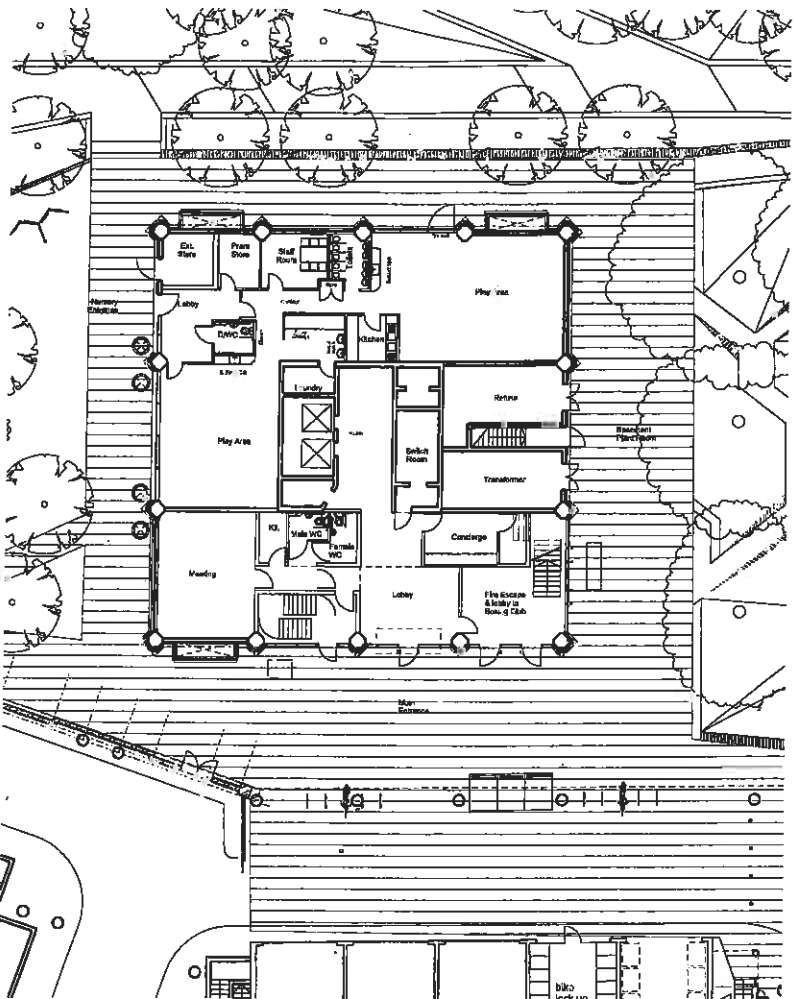 Ext.
Store
Pram
Store
Staff
Room
Toilets
Play Area
Lobby
Nursery
Entrance
D/WC
Kitchen
Laundry
Refuse
Basement
Plant Room
Play Area
Switch
Room
Transformer
Kit.
Male WC
Female
WC
Concierge
Meeting
Lobby
Fire Escape
& lobby to
Boxing Club
Main
Entrance
bike
lock up